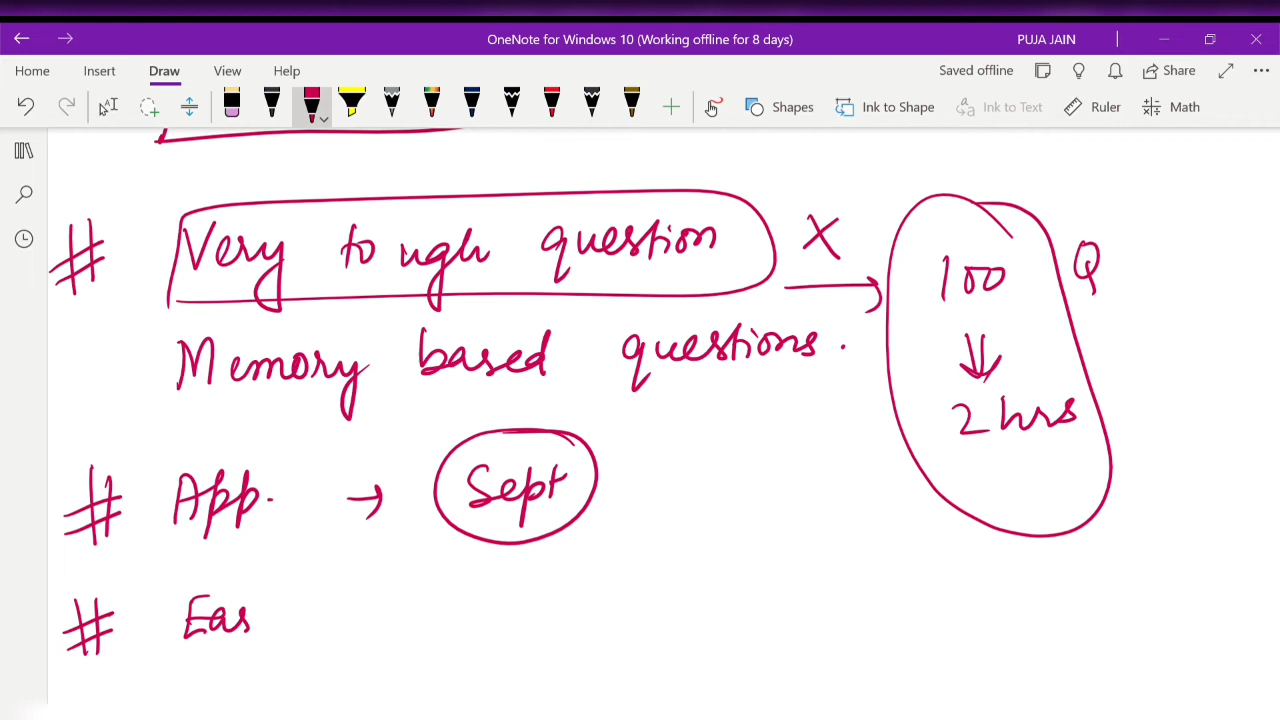 OneNote for Windows 10 (Working offline for 8 days) PUJA JAIN
Home Insert Draw View Help Saved offline Share
Shapes Ink to Shape Ink to Text Ruler Math
# Very tough question X 100 Q
Memory based questions. 2 hrs
# App. → Sept
# Eas